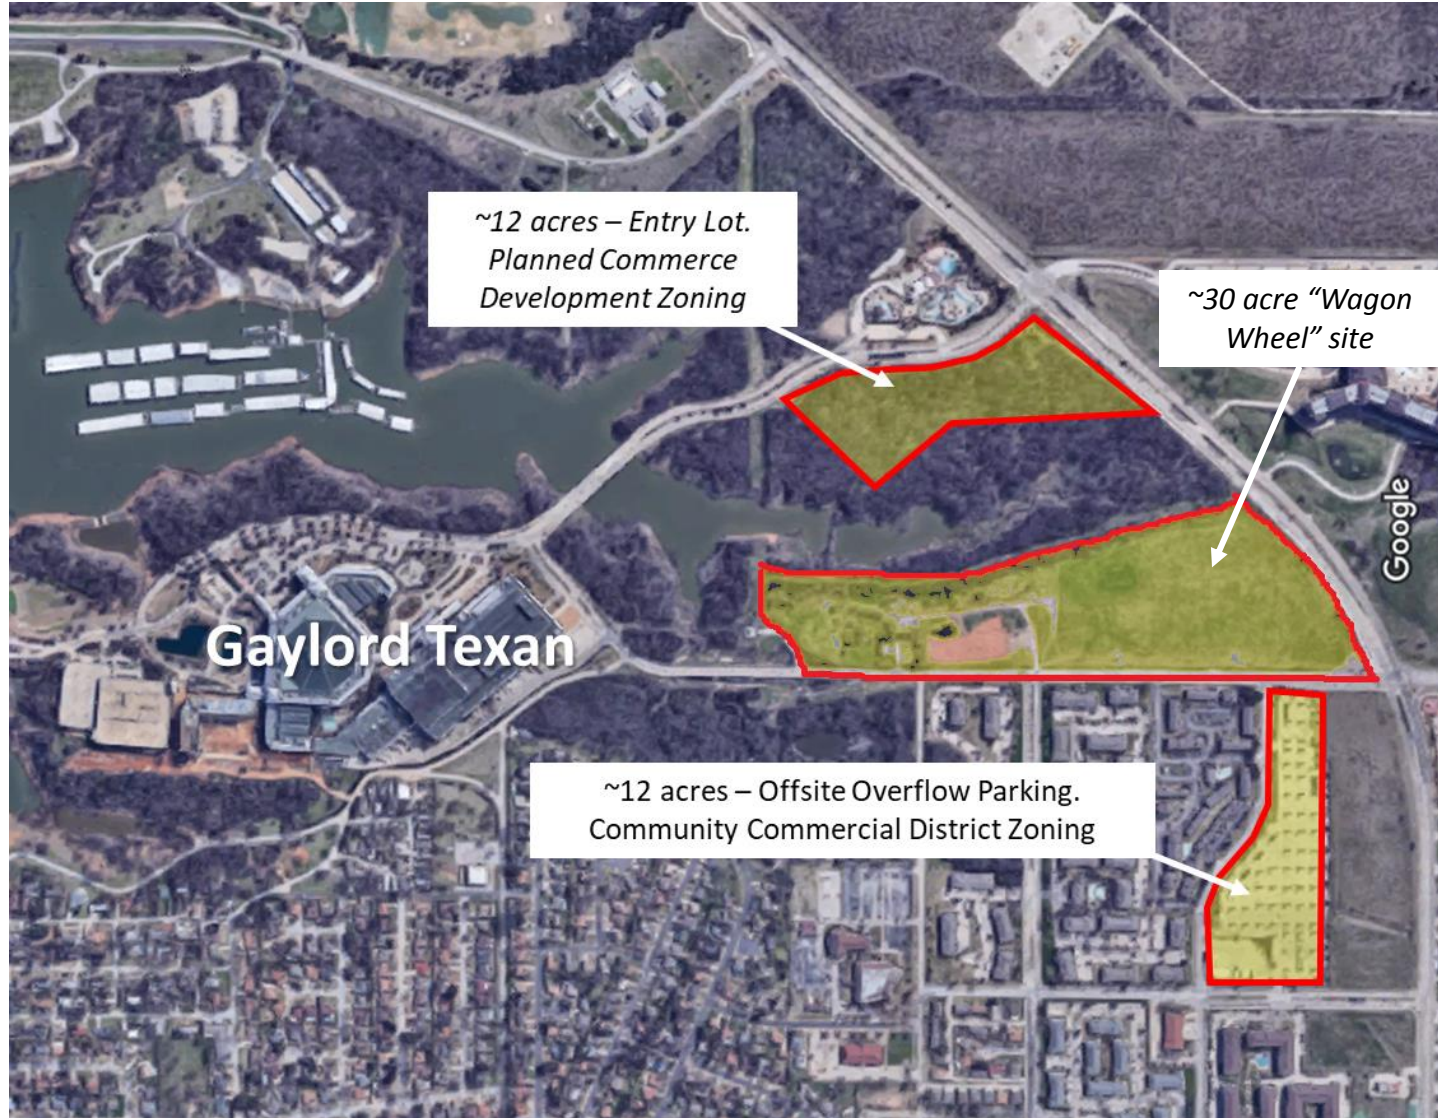 ~12 acres – Entry Lot.
Planned Commerce
Development Zoning
~30 acre “Wagon
Wheel” site
Google
Gaylord Texan
~12 acres – Offsite Overflow Parking.
Community Commercial District Zoning